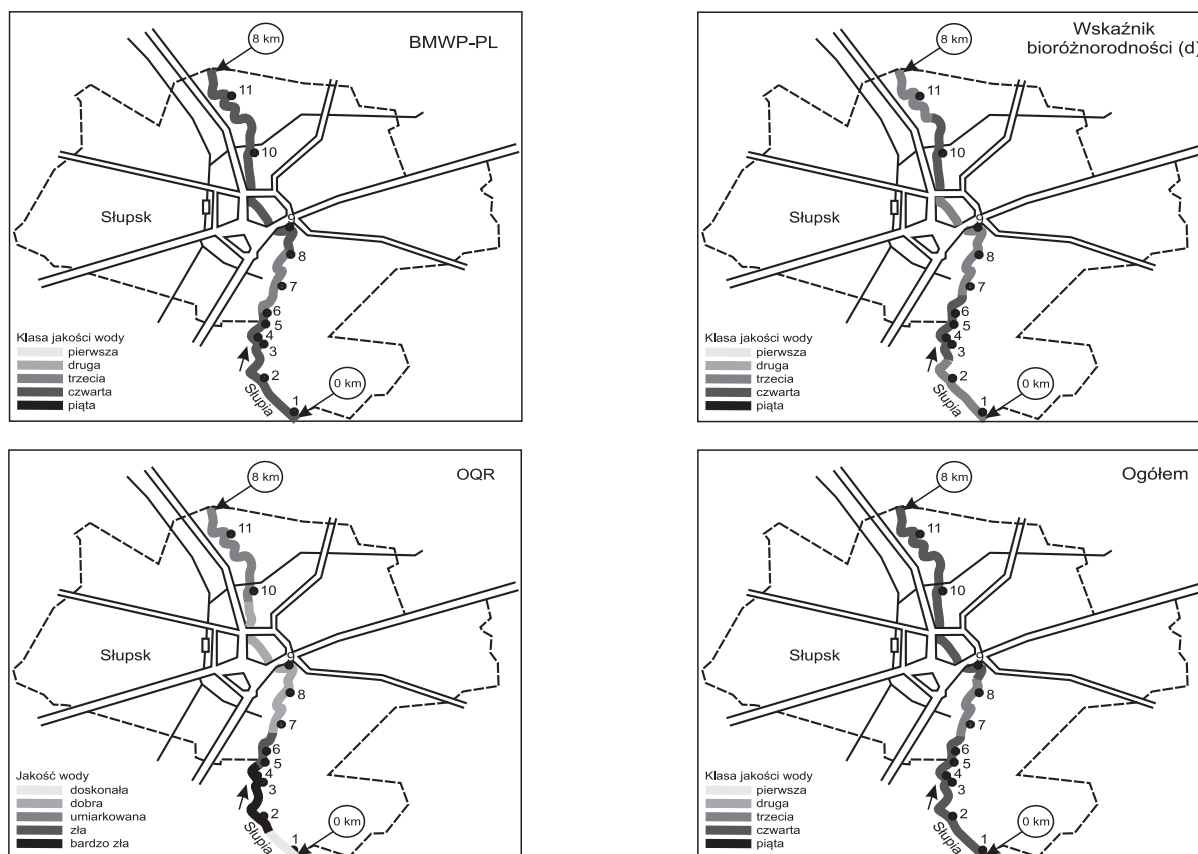 BMWP-PL
8 km
11
10
9
8
7
6
5
4
3
2
1
0 km
Słupsk
Słupia
Klasa jakości wody
pierwsza
druga
trzecia
czwarta
piąta
Wskaźnik
bioróżnorodności (d)
8 km
11
10
9
8
7
6
5
4
3
2
1
0 km
Słupsk
Słupia
Klasa jakości wody
pierwsza
druga
trzecia
czwarta
piąta
OQR
8 km
11
10
9
8
7
6
5
4
3
2
1
0 km
Słupsk
Słupia
Jakość wody
doskonała
dobra
umiarkowana
zła
bardzo zła
Ogółem
8 km
11
10
9
8
7
6
5
4
3
2
1
0 km
Słupsk
Słupia
Klasa jakości wody
pierwsza
druga
trzecia
czwarta
piąta